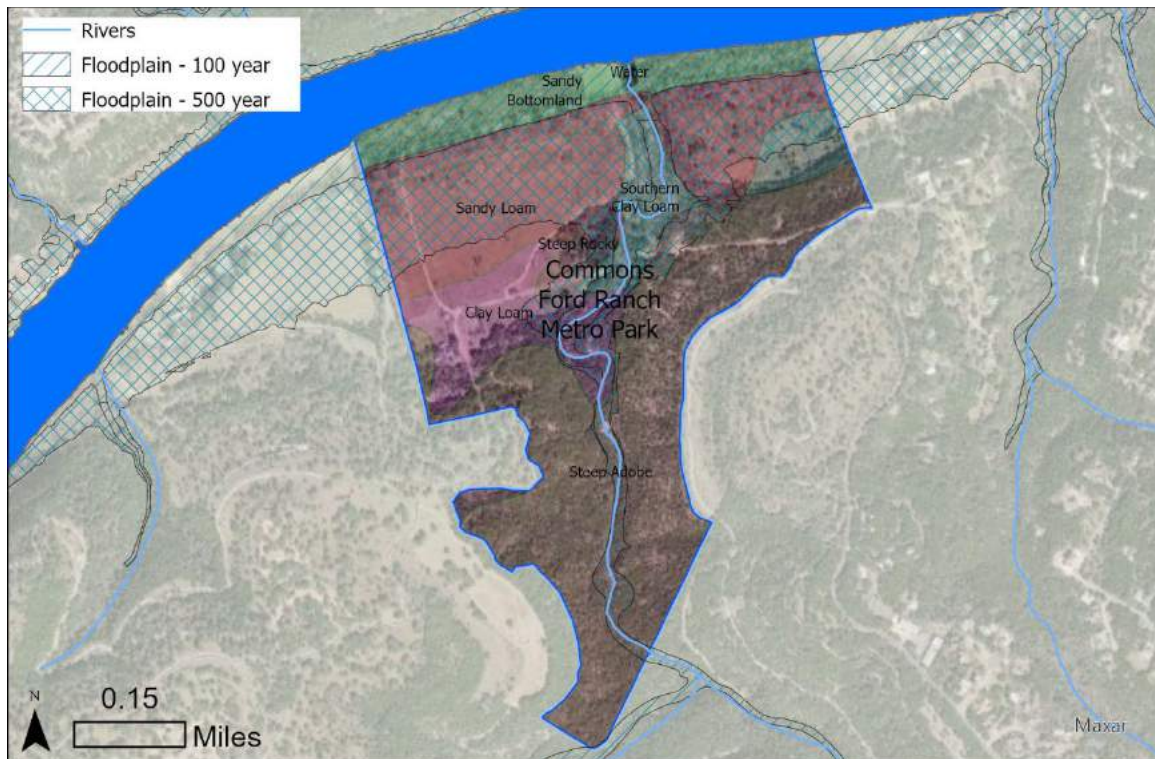 Rivers
Floodplain - 100 year
Floodplain - 500 year
Water
Sandy
Bottomland
Southern
Clay Loam
Sandy Loam
Steep Rocky
Commons
Ford Ranch
Metro Park
Clay Loam
Steep Adobe
N
0.15
Miles
Maxar